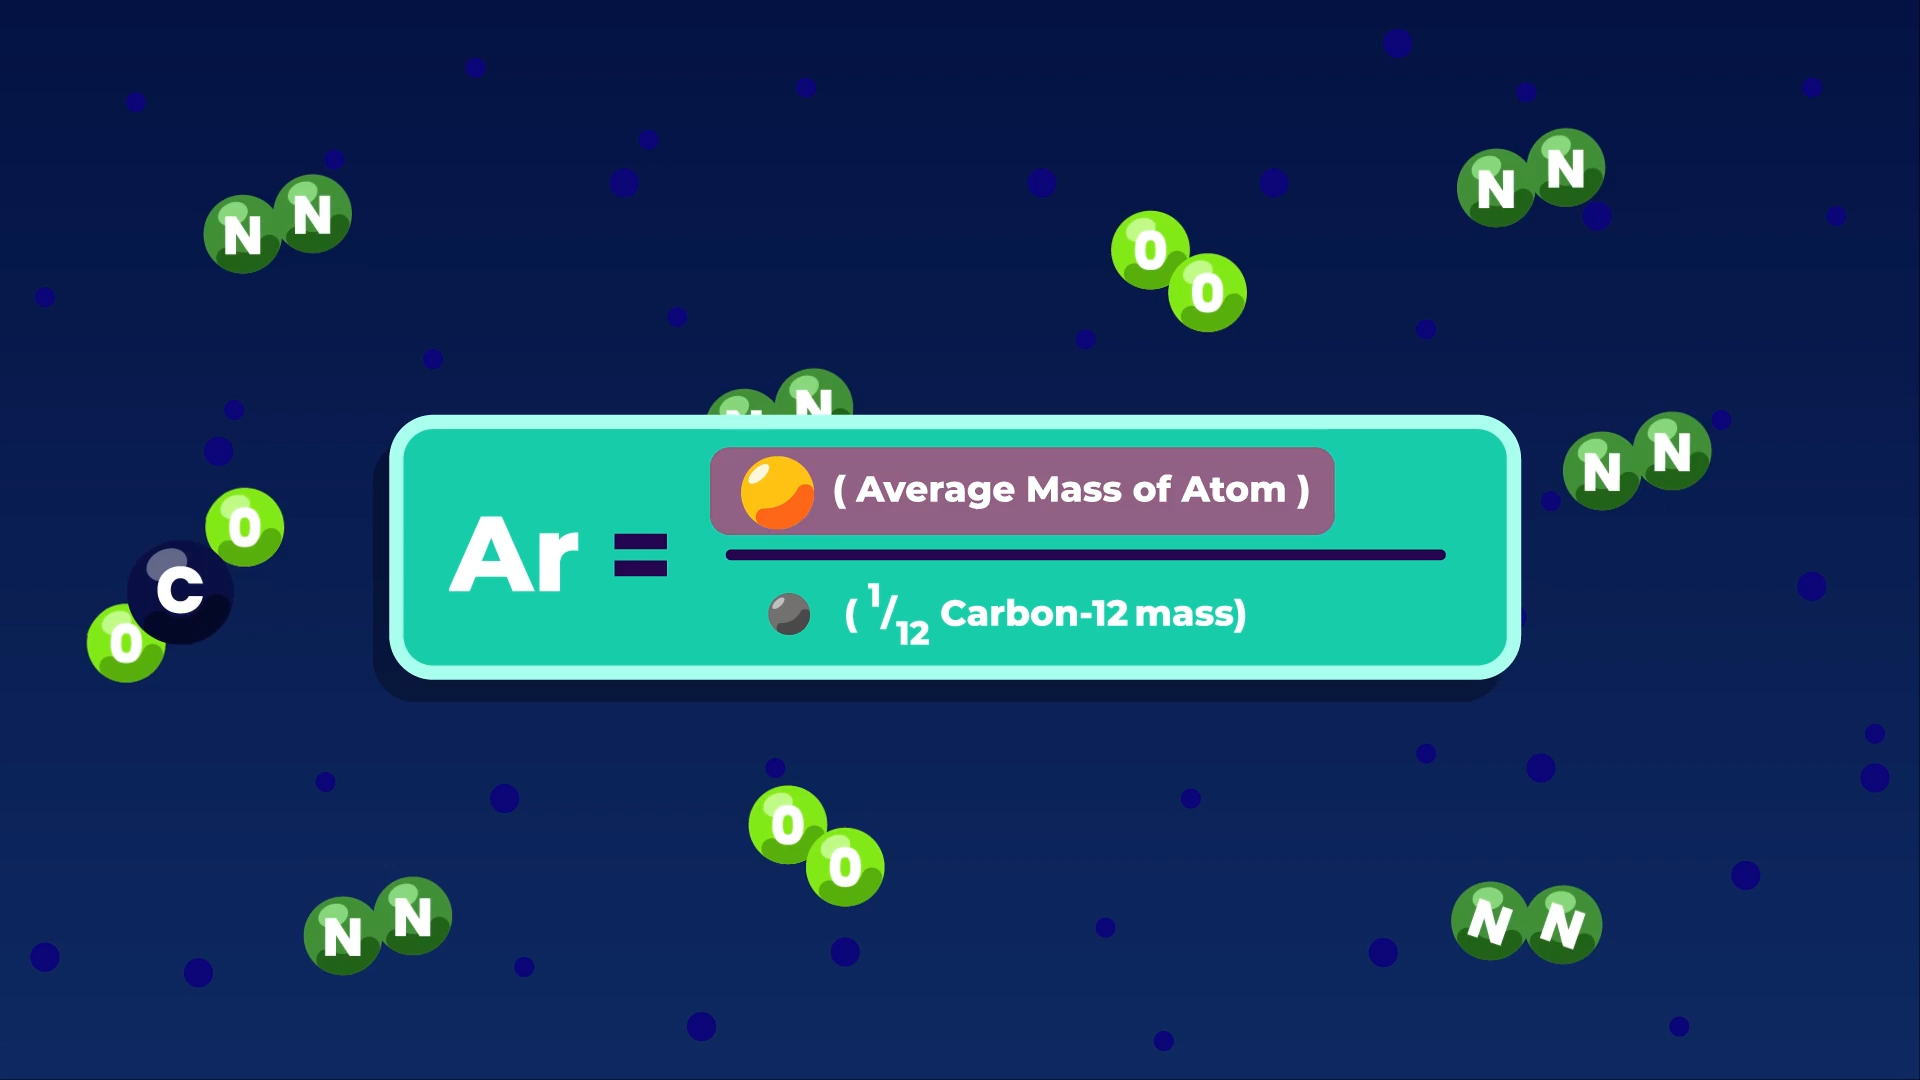 N N
N N
O O
N N
N N
O C O
Ar = ( Average Mass of Atom )
( 1/12 Carbon-12 mass)
O O
N N
N N